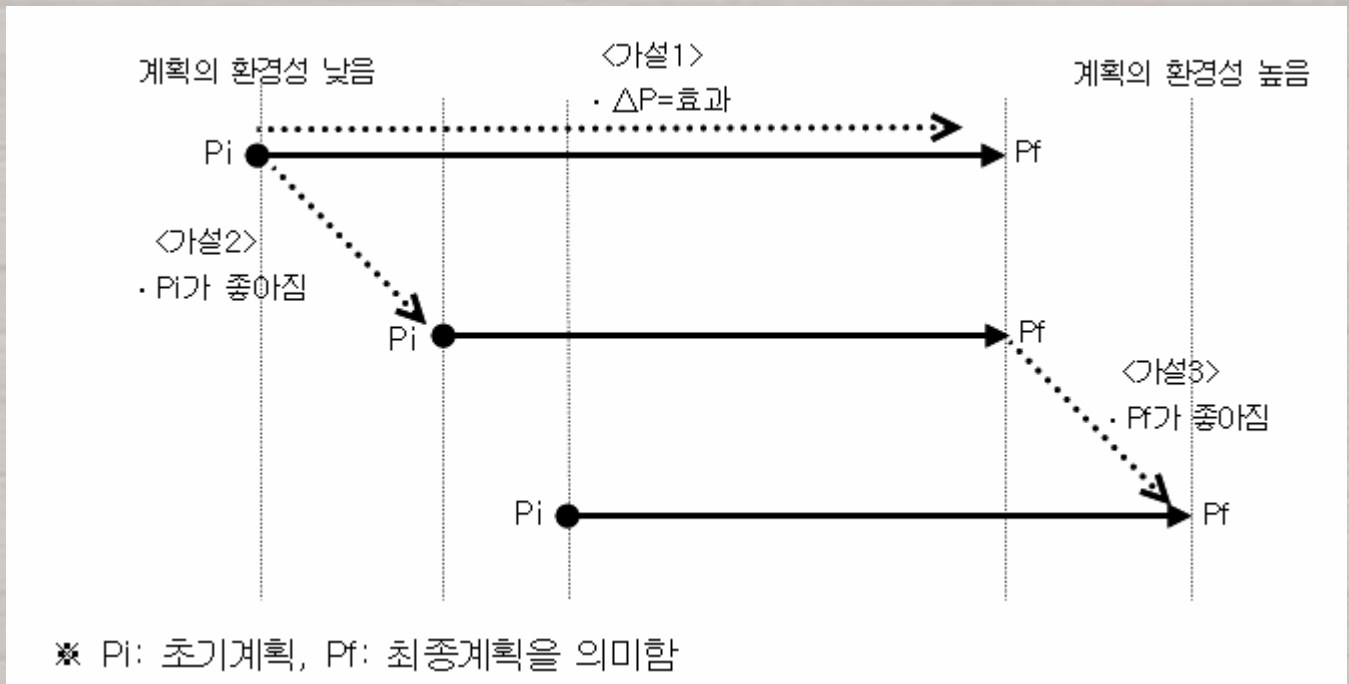 계획의 환경성 낮음
<가설1>
· △P=효과
계획의 환경성 높음
Pi
Pf
<가설2>
· Pi가 좋아짐
Pi
Pf
<가설3>
· Pf가 좋아짐
Pi
Pf
※ Pi: 초기계획, Pf: 최종계획을 의미함